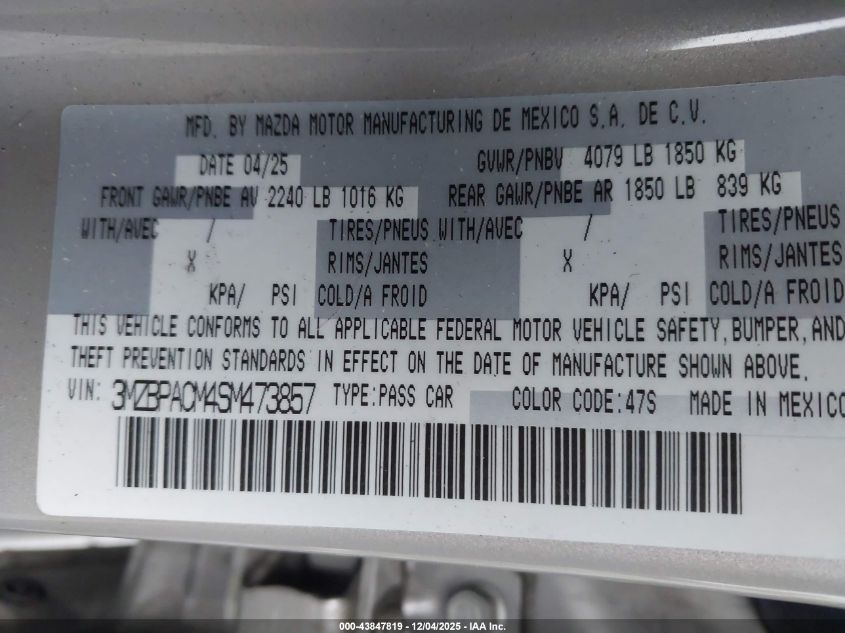 MFD. BY MAZDA MOTOR MANUFACTURING DE MEXICO S.A. DE C.V.
DATE 04/25 GVWR/PNBV 4079 LB 1850 KG
FRONT GAWR/PNBE AV 2240 LB 1016 KG REAR GAWR/PNBE AR 1850 LB 839 KG
WITH/AVEC / TIRES/PNEUS WITH/AVEC / TIRES/PNEUS
X RIMS/JANTES X RIMS/JANTES
KPA/ PSI COLD/A FROID KPA/ PSI COLD/A FROID
THIS VEHICLE CONFORMS TO ALL APPLICABLE FEDERAL MOTOR VEHICLE SAFETY, BUMPER, AND
THEFT PREVENTION STANDARDS IN EFFECT ON THE DATE OF MANUFACTURE SHOWN ABOVE.
VIN: 3MZBPACM4SM473857 TYPE:PASS CAR COLOR CODE:47S MADE IN MEXICO
000-43847819 - 12/04/2025 - IAA Inc.